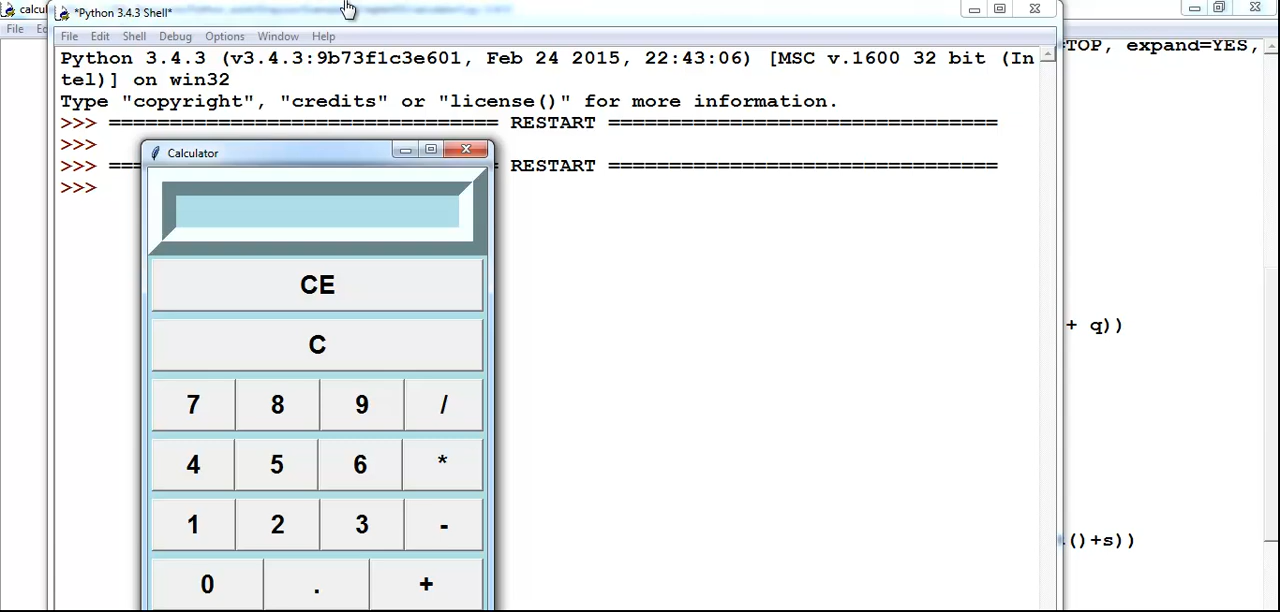 calcu
*Python 3.4.3 Shell*
File Edit Shell Debug Options Window Help
File
Python 3.4.3 (v3.4.3:9b73f1c3e601, Feb 24 2015, 22:43:06) [MSC v.1600 32 bit (In
tel)] on win32
Type "copyright", "credits" or "license()" for more information.
>>> ================================ RESTART ================================
>>>
>>> === RESTART ================================
>>>
=TOP, expand=YES,
+ q))
()+s))
Calculator
CE
C
7 8 9 /
4 5 6 *
1 2 3 -
0 . +